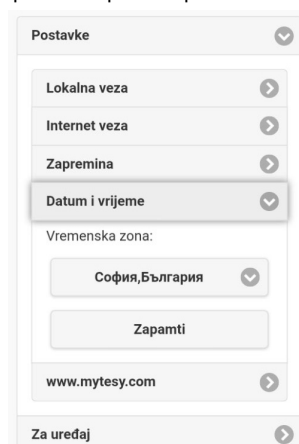 Postavke
Lokalna veza
Internet veza
Zapremina
Datum i vrijeme
Vremenska zona:
София,България
Zapamti
www.mytesy.com
Za uređaj